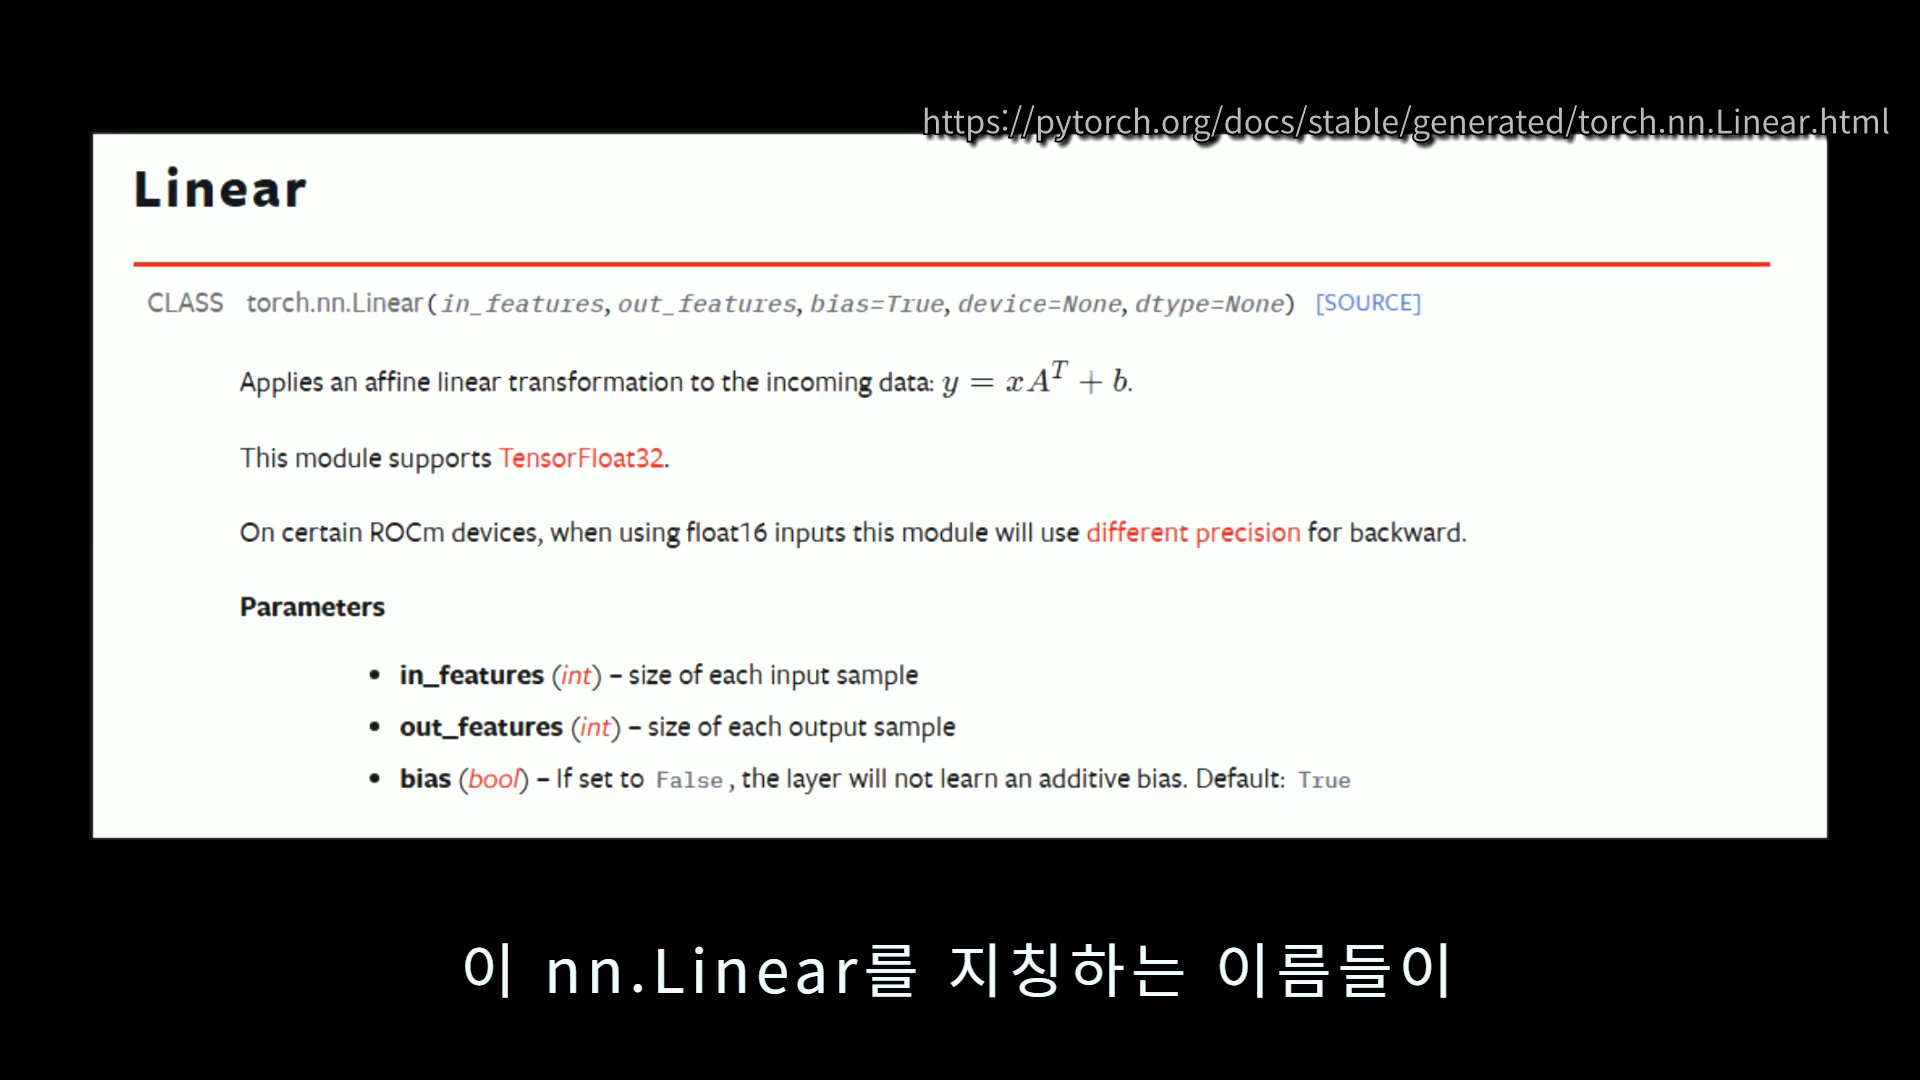 https://pytorch.org/docs/stable/generated/torch.nn.Linear.html
Linear
CLASS torch.nn.Linear(in_features, out_features, bias=True, device=None, dtype=None) [SOURCE]
Applies an affine linear transformation to the incoming data: y = xA^T + b.
This module supports TensorFloat32.
On certain ROCm devices, when using float16 inputs this module will use different precision for backward.
Parameters
• in_features (int) – size of each input sample
• out_features (int) – size of each output sample
• bias (bool) – If set to False, the layer will not learn an additive bias. Default: True
이 nn.Linear를 지칭하는 이름들이